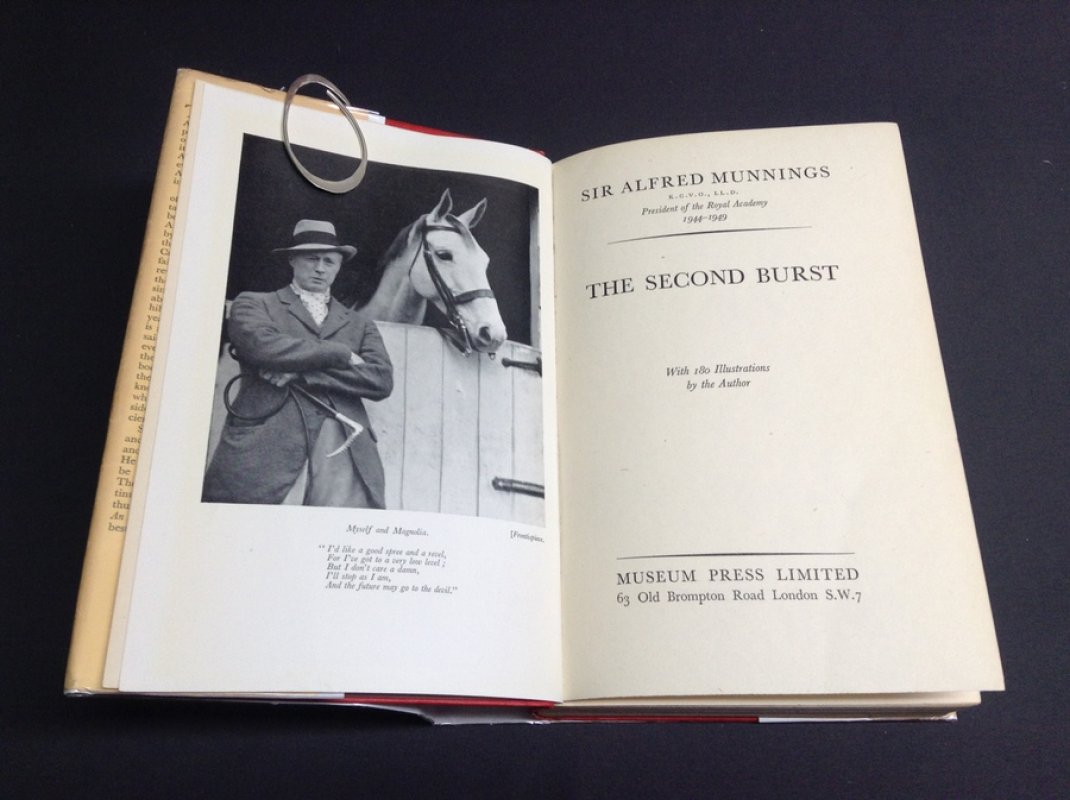 Myself and Magnolia.
[Frontispiece.
"I'd like a good spree and a revel,
For I've got to a very low level;
But I don't care a damn,
I'll stop as I am,
And the future may go to the devil."
SIR ALFRED MUNNINGS
K.C.V.O., LL.D.
President of the Royal Academy
1944–1949
THE SECOND BURST
With 180 Illustrations
by the Author
MUSEUM PRESS LIMITED
63 Old Brompton Road London S.W.7